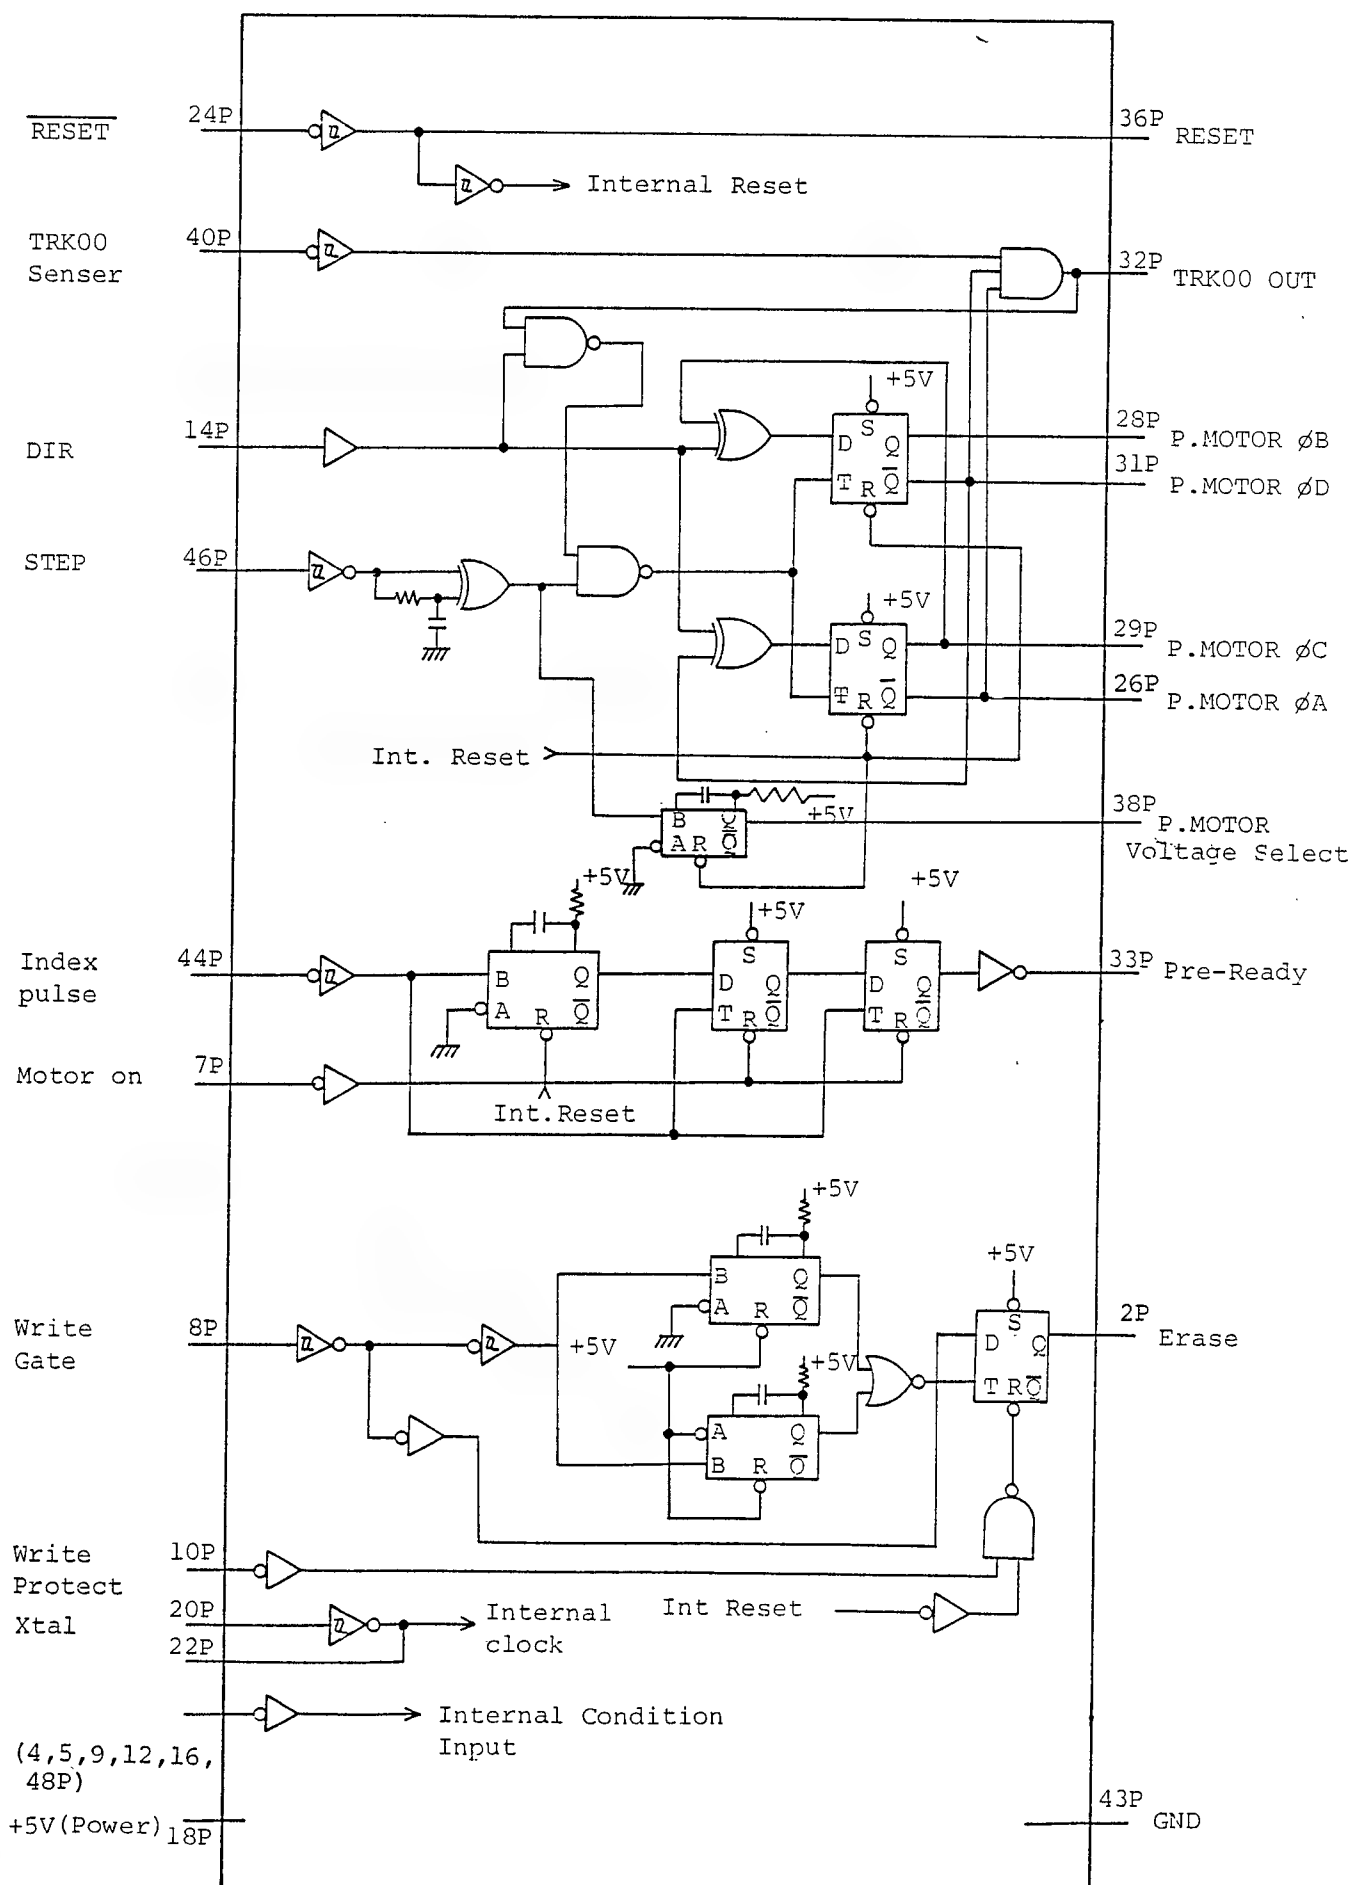 RESET 24P 36P RESET
Internal Reset
TRK00 40P 32P TRK00 OUT
Senser
+5V
DIR 14P D S Q 28P P.MOTOR ØB
T R Q 31P P.MOTOR ØD
STEP 46P
+5V
D S Q 29P P.MOTOR ØC
T R Q 26P P.MOTOR ØA
Int. Reset
+5V
B Q 38P P.MOTOR
A R Q Voltage Select
+5V +5V +5V
Index 44P B Q D S Q D S Q 33P Pre-Ready
pulse A R Q T R Q T R Q
Motor on 7P
Int.Reset
+5V
B Q
A R Q
+5V
Write 8P +5V D S Q 2P Erase
Gate
+5V T R Q
A Q
B R Q
Write 10P
Protect
Xtal 20P Internal Int Reset
22P clock
Internal Condition
Input
(4,5,9,12,16,
48P)
+5V(Power) 18P 43P GND